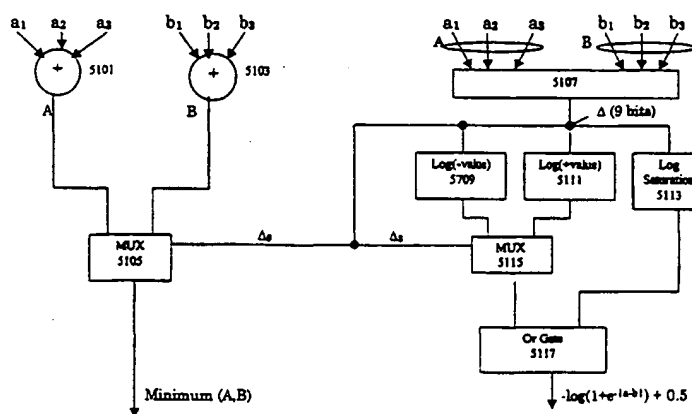 a₁ a₂ a₃ b₁ b₂ b₃ a₁ a₂ a₃ b₁ b₂ b₃
A B
+ 5101 + 5103
5107
A B
Δ (9 bits)
Log(-value)
5709
Log(+value)
5111
Log
Saturation
5113
MUX
5105
Δs Δs
MUX
5115
Or Gate
5117
Minimum (A,B)
-log(1+e^-|a-b|) + 0.5